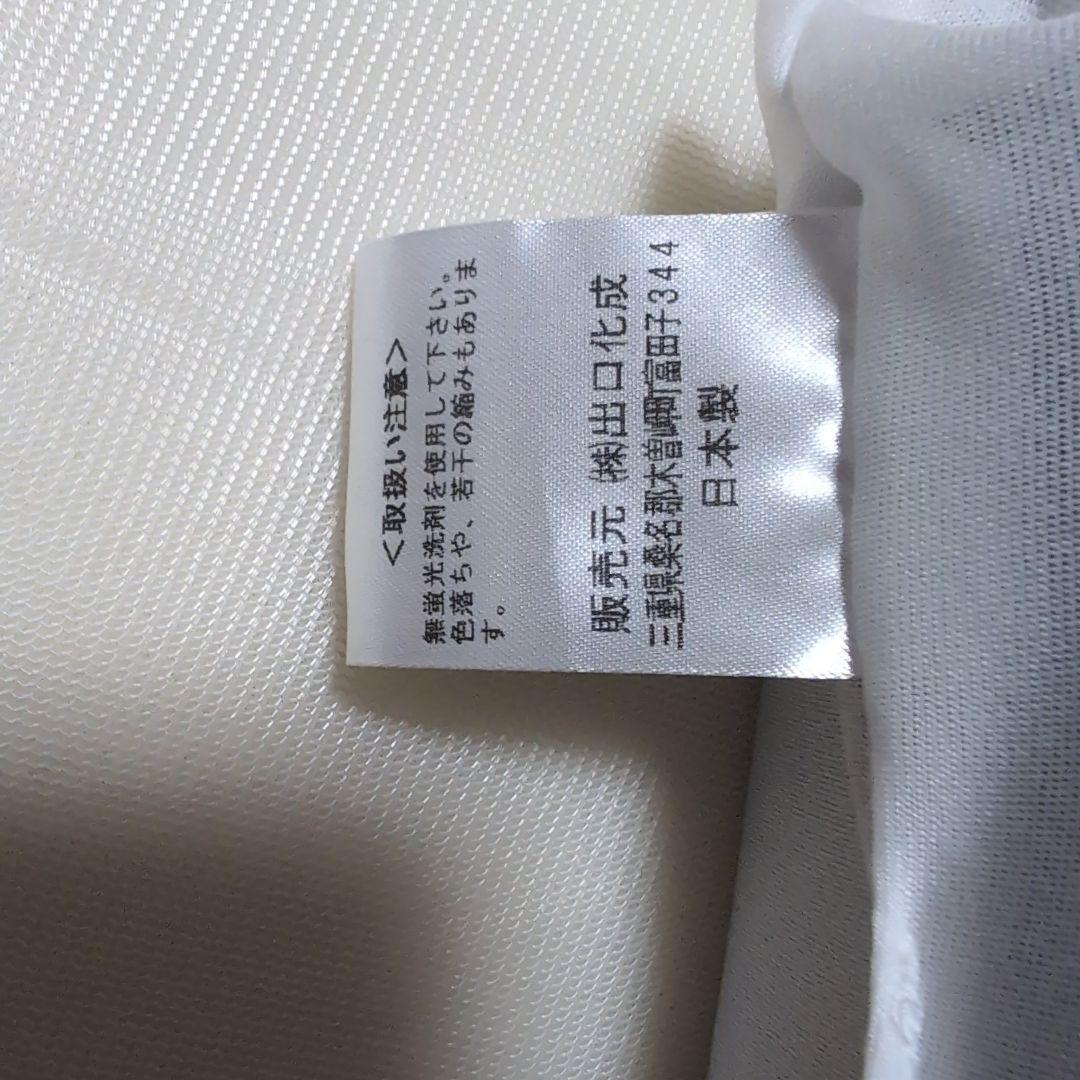 <取扱い注意>
無蛍光洗剤を使用して下さい。
色落ちや、若干の縮みもありま
す。
販売元 (株)出口化成
三重県桑名郡木曽岬町富田子344
日本製